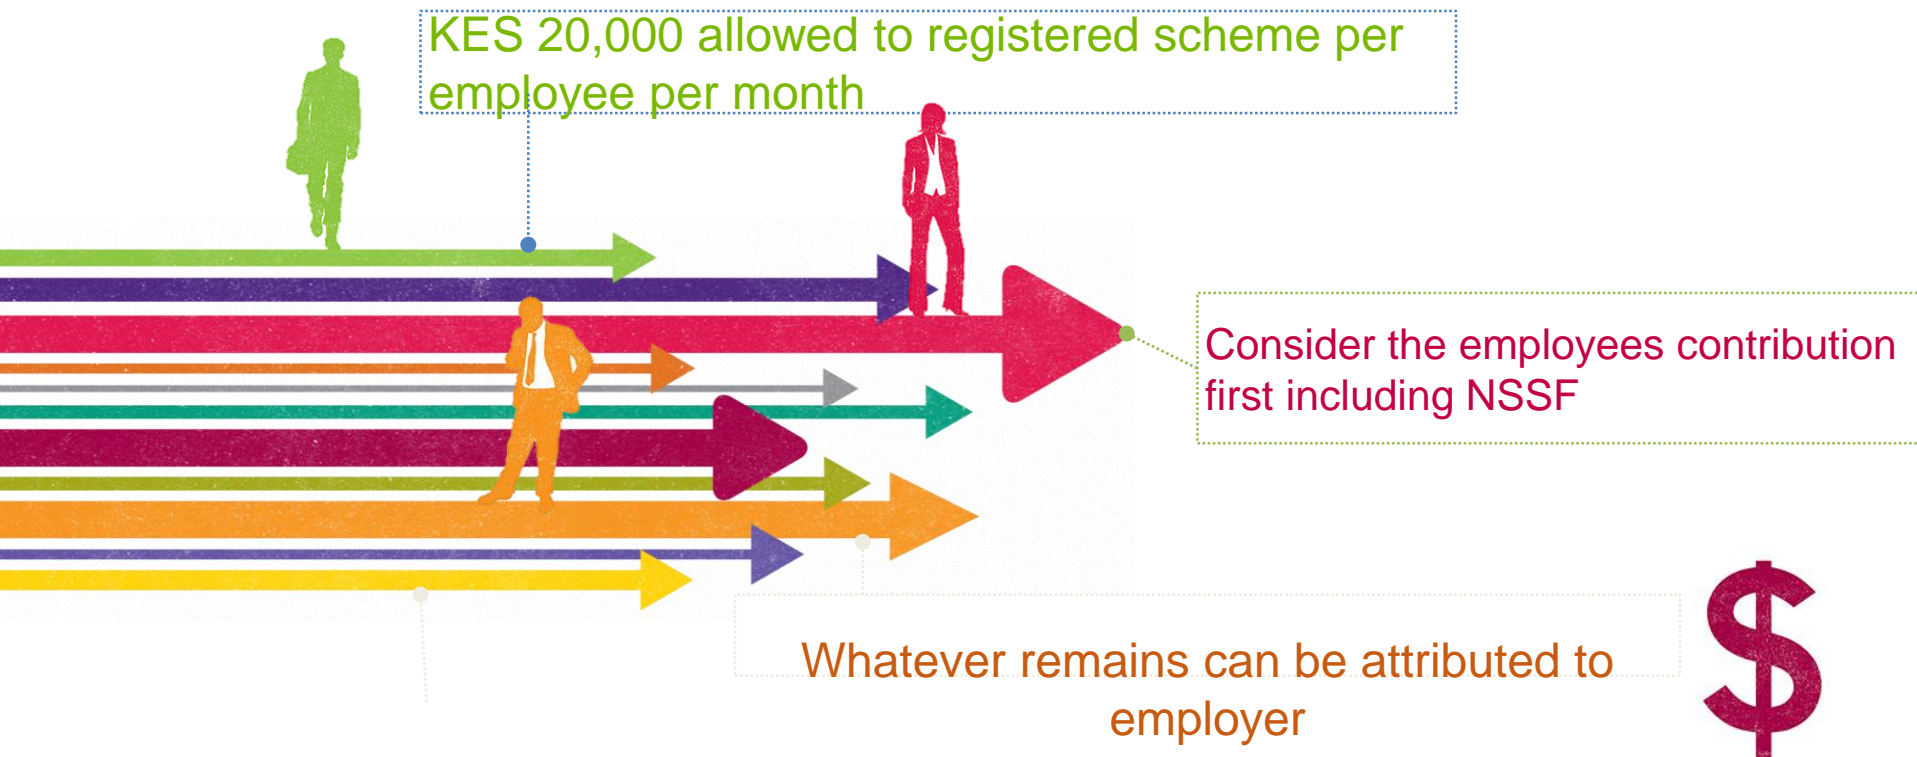 KES 20,000 allowed to registered scheme per
employee per month
Consider the employees contribution
first including NSSF
Whatever remains can be attributed to
employer
$